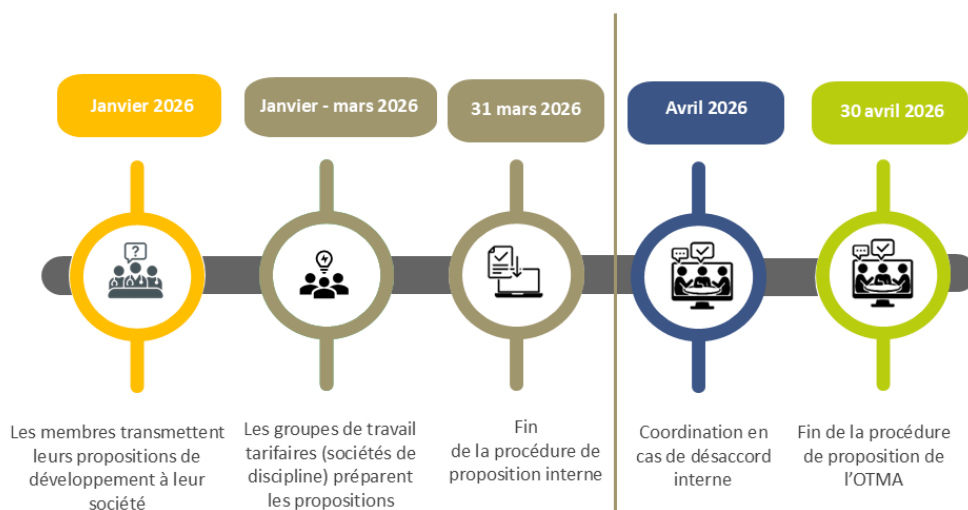 Janvier 2026
Janvier - mars 2026
31 mars 2026
Avril 2026
30 avril 2026
?
Les membres transmettent
leurs propositions de
développement à leur
société
Les groupes de travail
tarifaires (sociétés de
discipline) préparent
les propositions
Fin
de la procédure de
proposition interne
Coordination en
cas de désaccord
interne
Fin de la procédure
de proposition de
l’OTMA